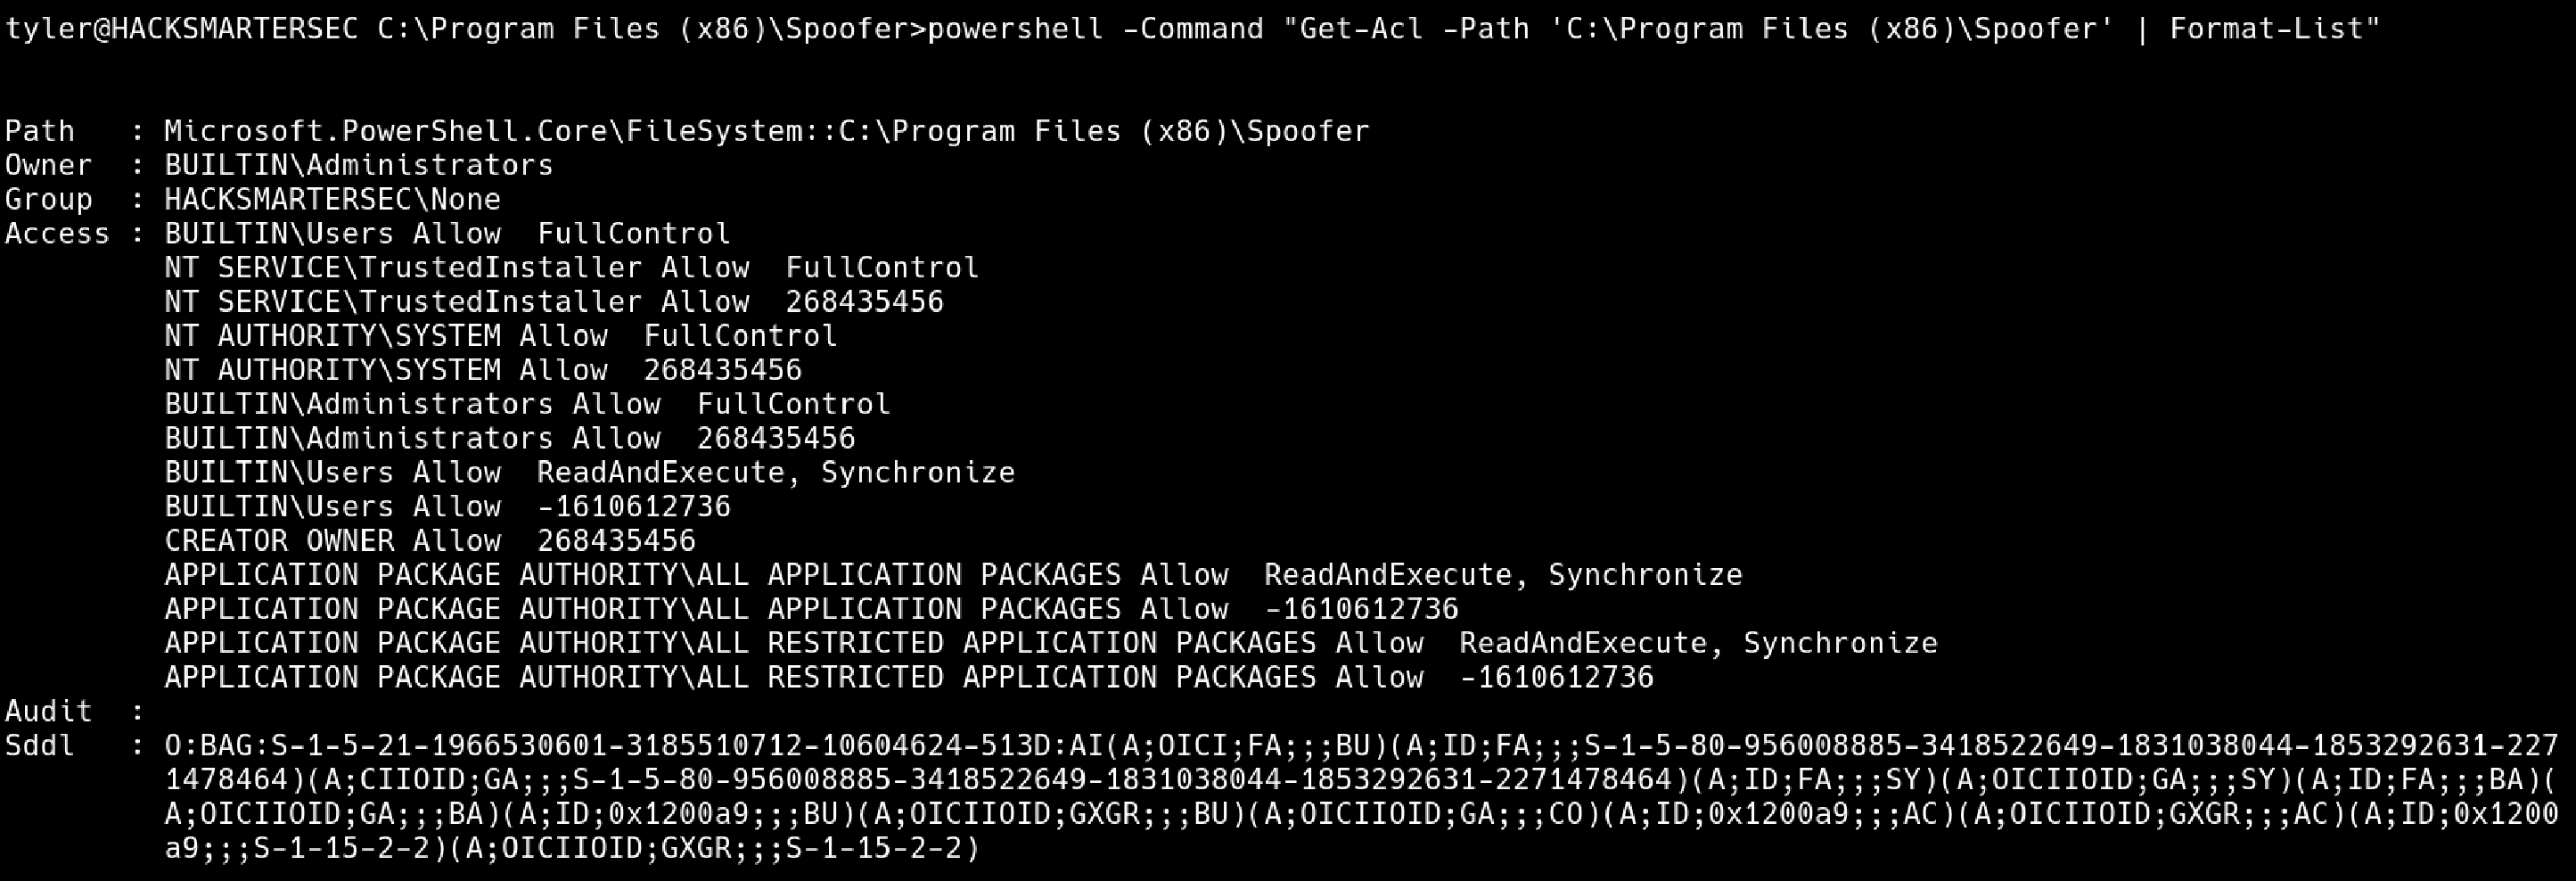 tyler@HACKSMARTERSEC C:\Program Files (x86)\Spoofer>powershell -Command "Get-Acl -Path 'C:\Program Files (x86)\Spoofer' | Format-List"
Path   : Microsoft.PowerShell.Core\FileSystem::C:\Program Files (x86)\Spoofer
Owner  : BUILTIN\Administrators
Group  : HACKSMARTERSEC\None
Access : BUILTIN\Users Allow  FullControl
         NT SERVICE\TrustedInstaller Allow  FullControl
         NT SERVICE\TrustedInstaller Allow  268435456
         NT AUTHORITY\SYSTEM Allow  FullControl
         NT AUTHORITY\SYSTEM Allow  268435456
         BUILTIN\Administrators Allow  FullControl
         BUILTIN\Administrators Allow  268435456
         BUILTIN\Users Allow  ReadAndExecute, Synchronize
         BUILTIN\Users Allow  -1610612736
         CREATOR OWNER Allow  268435456
         APPLICATION PACKAGE AUTHORITY\ALL APPLICATION PACKAGES Allow  ReadAndExecute, Synchronize
         APPLICATION PACKAGE AUTHORITY\ALL APPLICATION PACKAGES Allow  -1610612736
         APPLICATION PACKAGE AUTHORITY\ALL RESTRICTED APPLICATION PACKAGES Allow  ReadAndExecute, Synchronize
         APPLICATION PACKAGE AUTHORITY\ALL RESTRICTED APPLICATION PACKAGES Allow  -1610612736
Audit  :
Sddl   : O:BAG:S-1-5-21-1966530601-3185510712-10604624-513D:AI(A;OICI;FA;;;BU)(A;ID;FA;;;S-1-5-80-956008885-3418522649-1831038044-1853292631-227
         1478464)(A;CIIOID;GA;;;S-1-5-80-956008885-3418522649-1831038044-1853292631-2271478464)(A;ID;FA;;;SY)(A;OICIIOID;GA;;;SY)(A;ID;FA;;;BA)(
         A;OICIIOID;GA;;;BA)(A;ID;0x1200a9;;;BU)(A;OICIIOID;GXGR;;;BU)(A;OICIIOID;GA;;;CO)(A;ID;0x1200a9;;;AC)(A;OICIIOID;GXGR;;;AC)(A;ID;0x1200
         a9;;;S-1-15-2-2)(A;OICIIOID;GXGR;;;S-1-15-2-2)